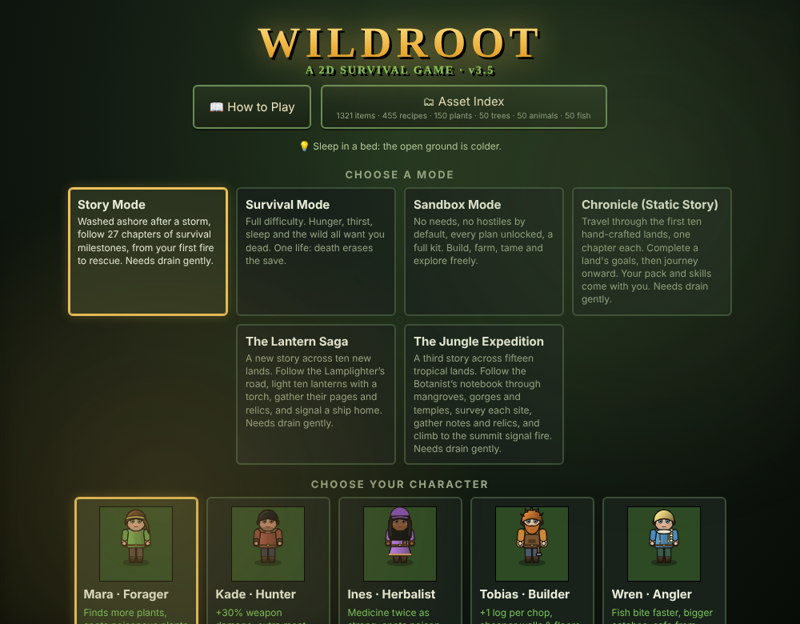 WILDROOT
A 2D SURVIVAL GAME · v3.5
📖 How to Play
🗂 Asset Index
1321 items · 455 recipes · 150 plants · 50 trees · 50 animals · 50 fish
💡 Sleep in a bed: the open ground is colder.
CHOOSE A MODE
Story Mode
Washed ashore after a storm,
follow 27 chapters of survival
milestones, from your first fire
to rescue. Needs drain gently.
Survival Mode
Full difficulty. Hunger, thirst,
sleep and the wild all want you
dead. One life: death erases
the save.
Sandbox Mode
No needs, no hostiles by
default, every plan unlocked, a
full kit. Build, farm, tame and
explore freely.
Chronicle (Static Story)
Travel through the first ten
hand-crafted lands, one
chapter each. Complete a
land's goals, then journey
onward. Your pack and skills
come with you. Needs drain
gently.
The Lantern Saga
A new story across ten new
lands. Follow the Lamplighter's
road, light ten lanterns with a
torch, gather their pages and
relics, and signal a ship home.
Needs drain gently.
The Jungle Expedition
A third story across fifteen
tropical lands. Follow the
Botanist's notebook through
mangroves, gorges and
temples, survey each site,
gather notes and relics, and
climb to the summit signal fire.
Needs drain gently.
CHOOSE YOUR CHARACTER
Mara · Forager
Finds more plants,
Kade · Hunter
+30% weapon
Ines · Herbalist
Medicine twice as
Tobias · Builder
+1 log per chop,
Wren · Angler
Fish bite faster, bigger